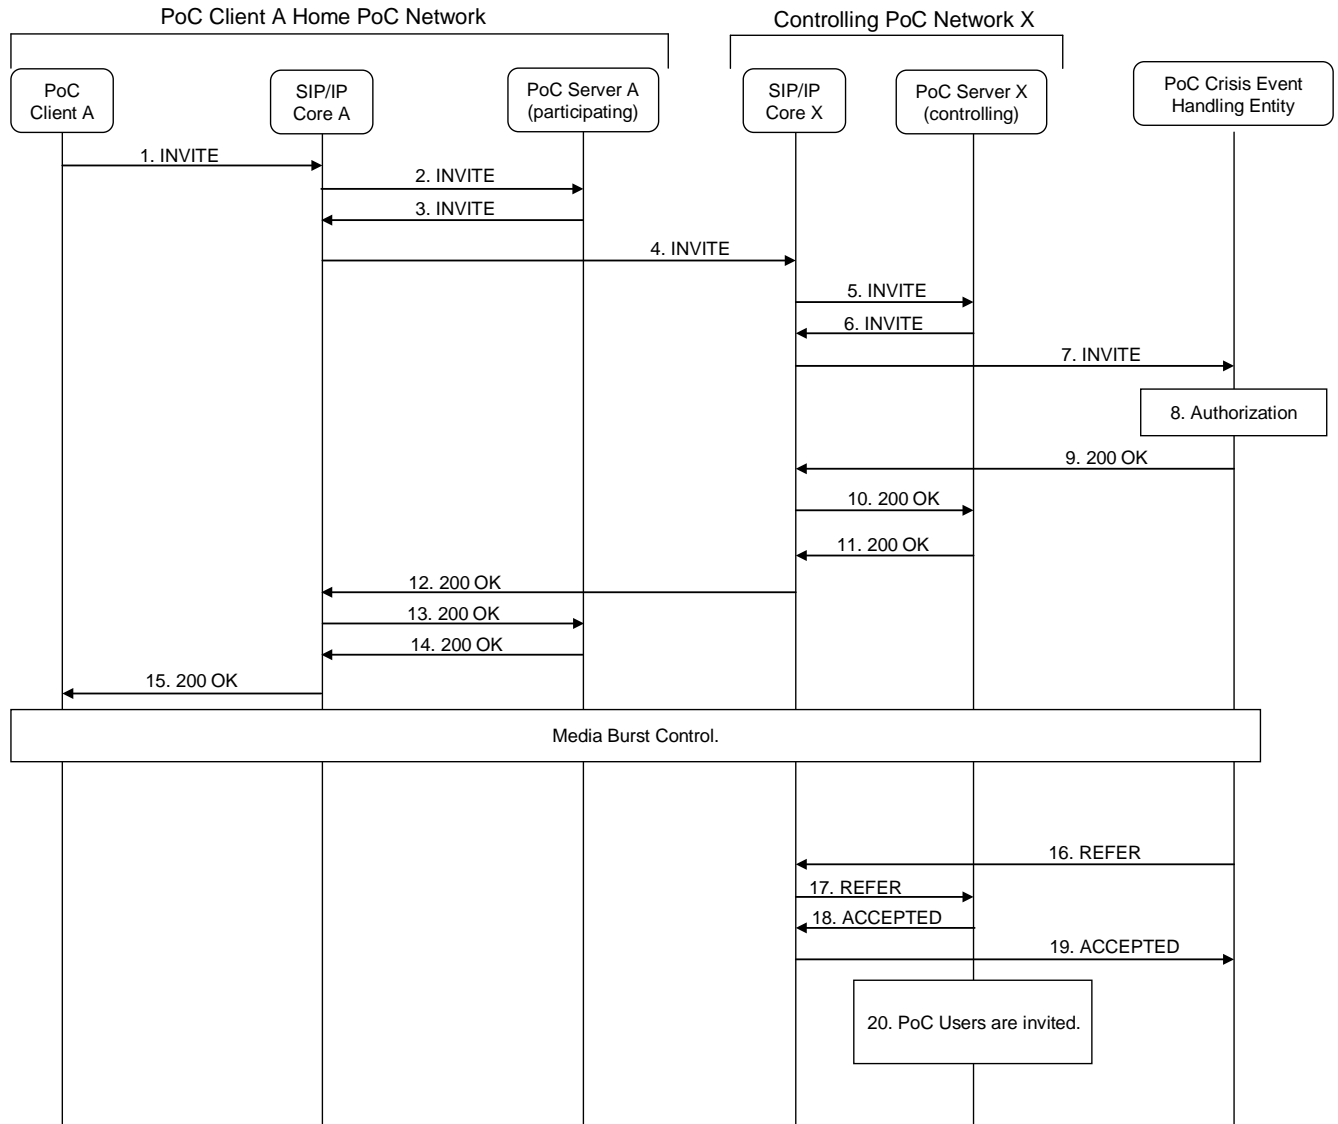 PoC Client A Home PoC Network
Controlling PoC Network X
PoC
Client A
SIP/IP
Core A
PoC Server A
(participating)
SIP/IP
Core X
PoC Server X
(controlling)
PoC Crisis Event
Handling Entity
1. INVITE
2. INVITE
3. INVITE
4. INVITE
5. INVITE
6. INVITE
7. INVITE
8. Authorization
9. 200 OK
10. 200 OK
11. 200 OK
12. 200 OK
13. 200 OK
14. 200 OK
15. 200 OK
Media Burst Control.
16. REFER
17. REFER
18. ACCEPTED
19. ACCEPTED
20. PoC Users are invited.